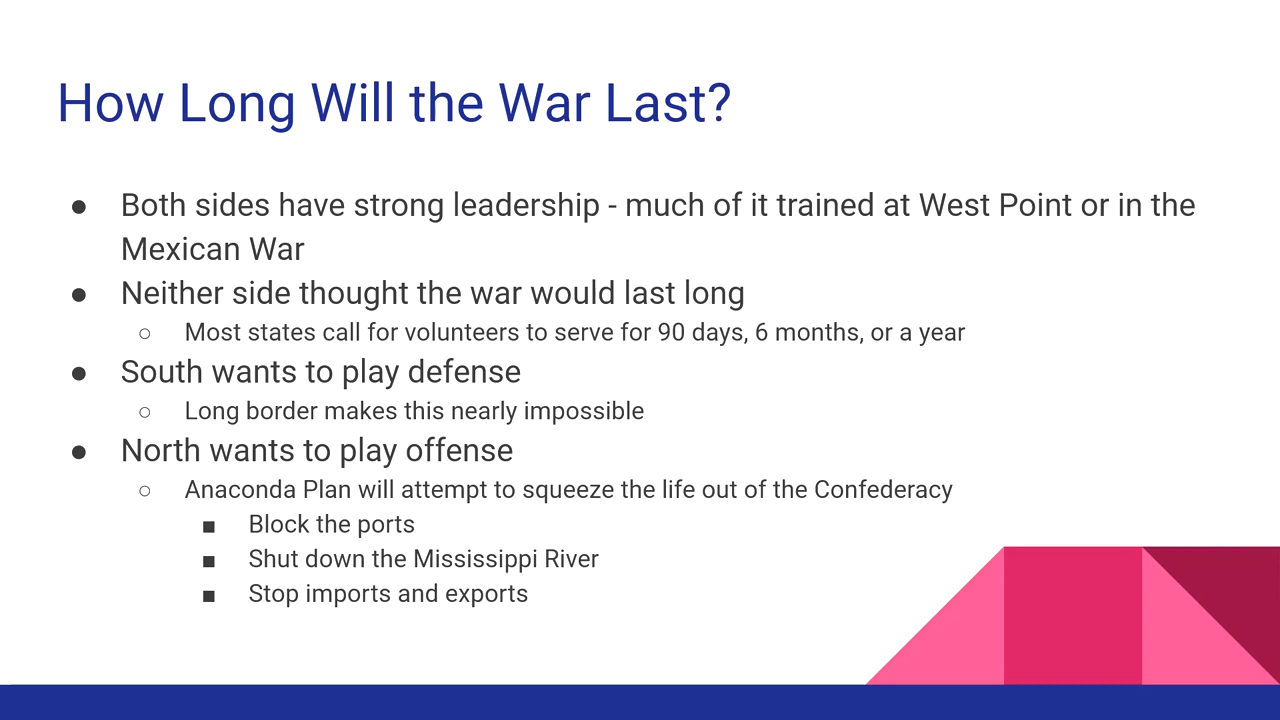 How Long Will the War Last?
● Both sides have strong leadership - much of it trained at West Point or in the
Mexican War
● Neither side thought the war would last long
○ Most states call for volunteers to serve for 90 days, 6 months, or a year
● South wants to play defense
○ Long border makes this nearly impossible
● North wants to play offense
○ Anaconda Plan will attempt to squeeze the life out of the Confederacy
■ Block the ports
■ Shut down the Mississippi River
■ Stop imports and exports